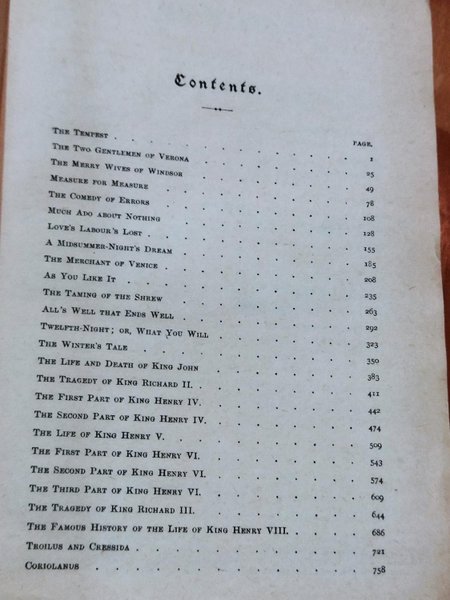 Contents.
PAGE.
THE TEMPEST . . . . . . . . 1
THE TWO GENTLEMEN OF VERONA . . . . . . . . 25
THE MERRY WIVES OF WINDSOR . . . . . . . . 49
MEASURE FOR MEASURE . . . . . . . . 78
THE COMEDY OF ERRORS . . . . . . . . 108
MUCH ADO ABOUT NOTHING . . . . . . . . 128
LOVE'S LABOUR'S LOST . . . . . . . . 155
A MIDSUMMER-NIGHT'S DREAM . . . . . . . . 185
THE MERCHANT OF VENICE . . . . . . . . 208
AS YOU LIKE IT . . . . . . . . 235
THE TAMING OF THE SHREW . . . . . . . . 263
ALL'S WELL THAT ENDS WELL . . . . . . . . 292
TWELFTH-NIGHT; OR, WHAT YOU WILL . . . . . . . . 323
THE WINTER'S TALE . . . . . . . . 350
THE LIFE AND DEATH OF KING JOHN . . . . . . . . 383
THE TRAGEDY OF KING RICHARD II. . . . . . . . 411
THE FIRST PART OF KING HENRY IV. . . . . . . . 442
THE SECOND PART OF KING HENRY IV. . . . . . . . 474
THE LIFE OF KING HENRY V. . . . . . . . 509
THE FIRST PART OF KING HENRY VI. . . . . . . . 543
THE SECOND PART OF KING HENRY VI. . . . . . . . 574
THE THIRD PART OF KING HENRY VI. . . . . . . . 609
THE TRAGEDY OF KING RICHARD III. . . . . . . . 644
THE FAMOUS HISTORY OF THE LIFE OF KING HENRY VIII. . . . . 686
TROILUS AND CRESSIDA . . . . . . . . 721
CORIOLANUS . . . . . . . . 758